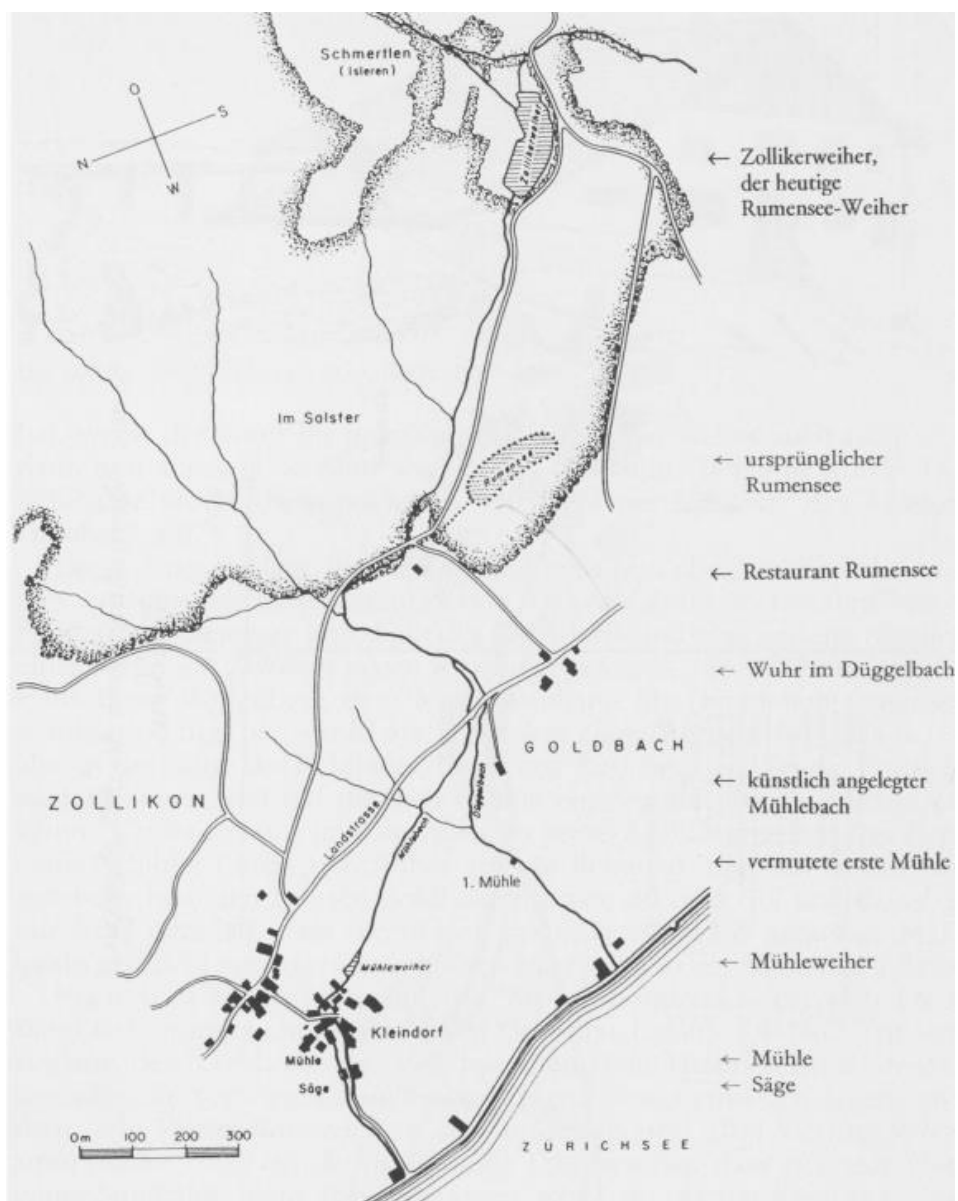 Schmertlen
(Isleren)
O
S
N
W
Zollikerweiher
← Zollikerweiher,
der heutige
Rumensee-Weiher
Im Salster
Rumensee
← ursprünglicher
Rumensee
← Restaurant Rumensee
← Wuhr im Düggelbach
GOLDBACH
ZOLLIKON
Landstrasse
Mühlebach
Düggelbach
← künstlich angelegter
Mühlebach
← vermutete erste Mühle
1. Mühle
Mühleweiher
← Mühleweiher
Kleindorf
Mühle
Säge
← Mühle
← Säge
0m 100 200 300
ZÜRICHSEE